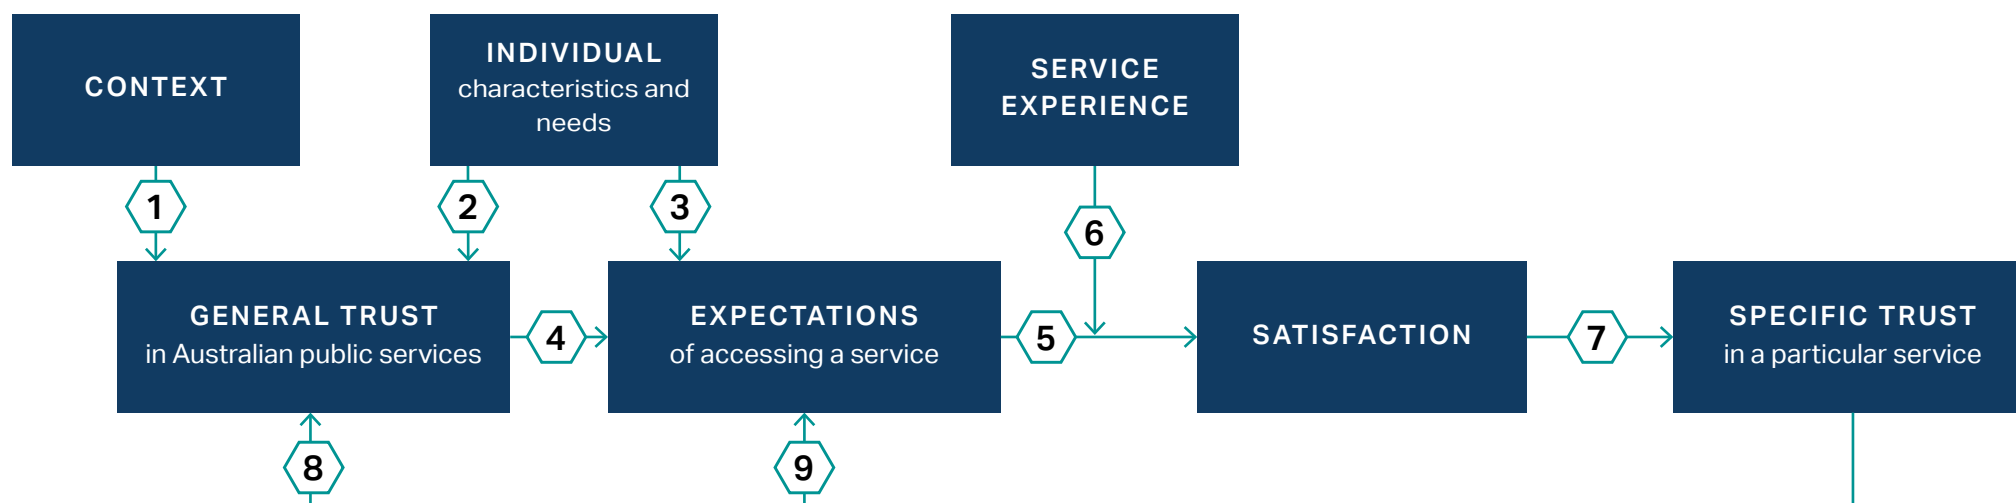 CONTEXT
INDIVIDUAL
characteristics and
needs
SERVICE
EXPERIENCE
1
2
3
6
GENERAL TRUST
in Australian public services
4
EXPECTATIONS
of accessing a service
5
SATISFACTION
7
SPECIFIC TRUST
in a particular service
8
9